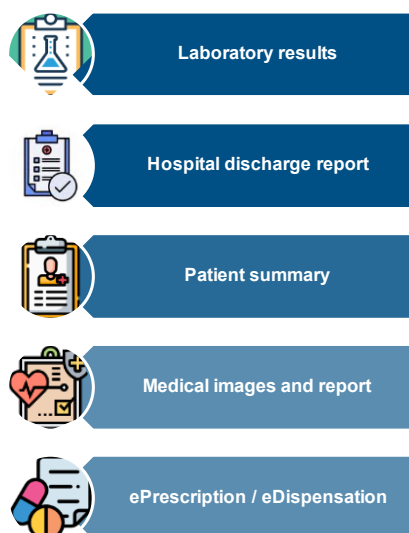 Laboratory results
Hospital discharge report
Patient summary
Medical images and report
ePrescription / eDispensation